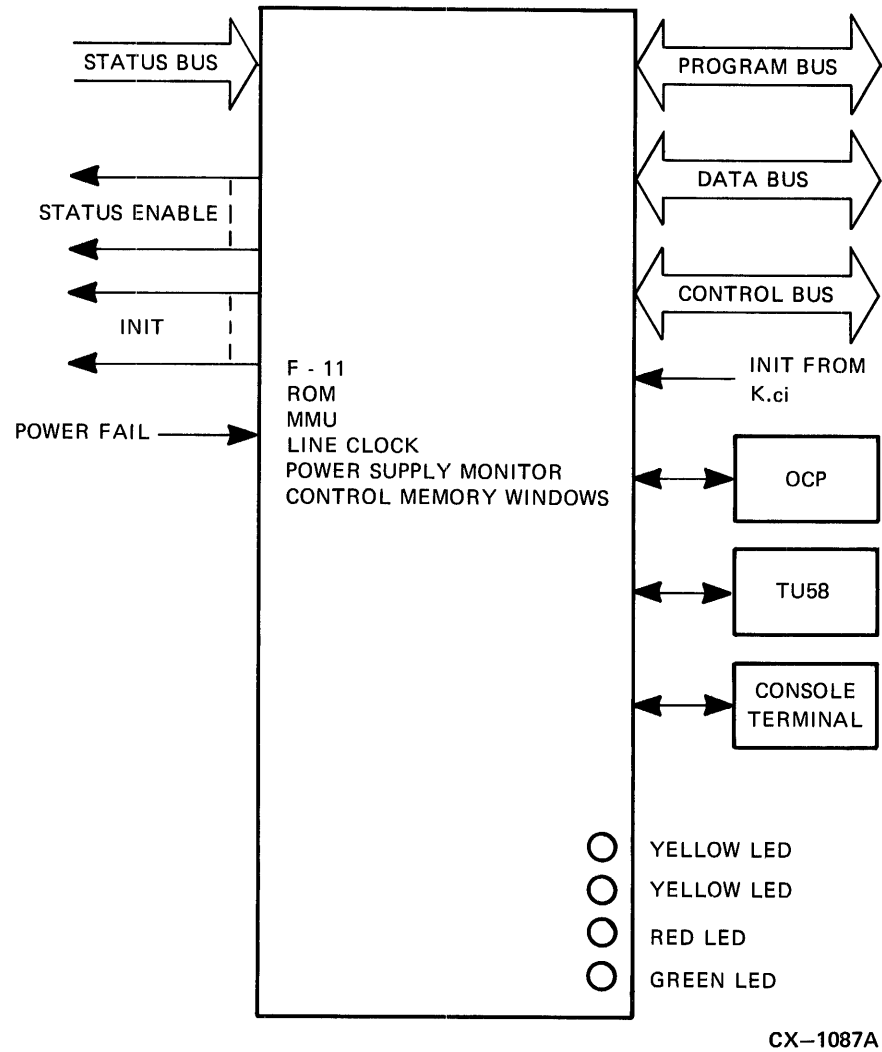 STATUS BUS
PROGRAM BUS
DATA BUS
STATUS ENABLE
CONTROL BUS
INIT
INIT FROM
K.ci
POWER FAIL
F - 11
ROM
MMU
LINE CLOCK
POWER SUPPLY MONITOR
CONTROL MEMORY WINDOWS
OCP
TU58
CONSOLE
TERMINAL
YELLOW LED
YELLOW LED
RED LED
GREEN LED
CX-1087A